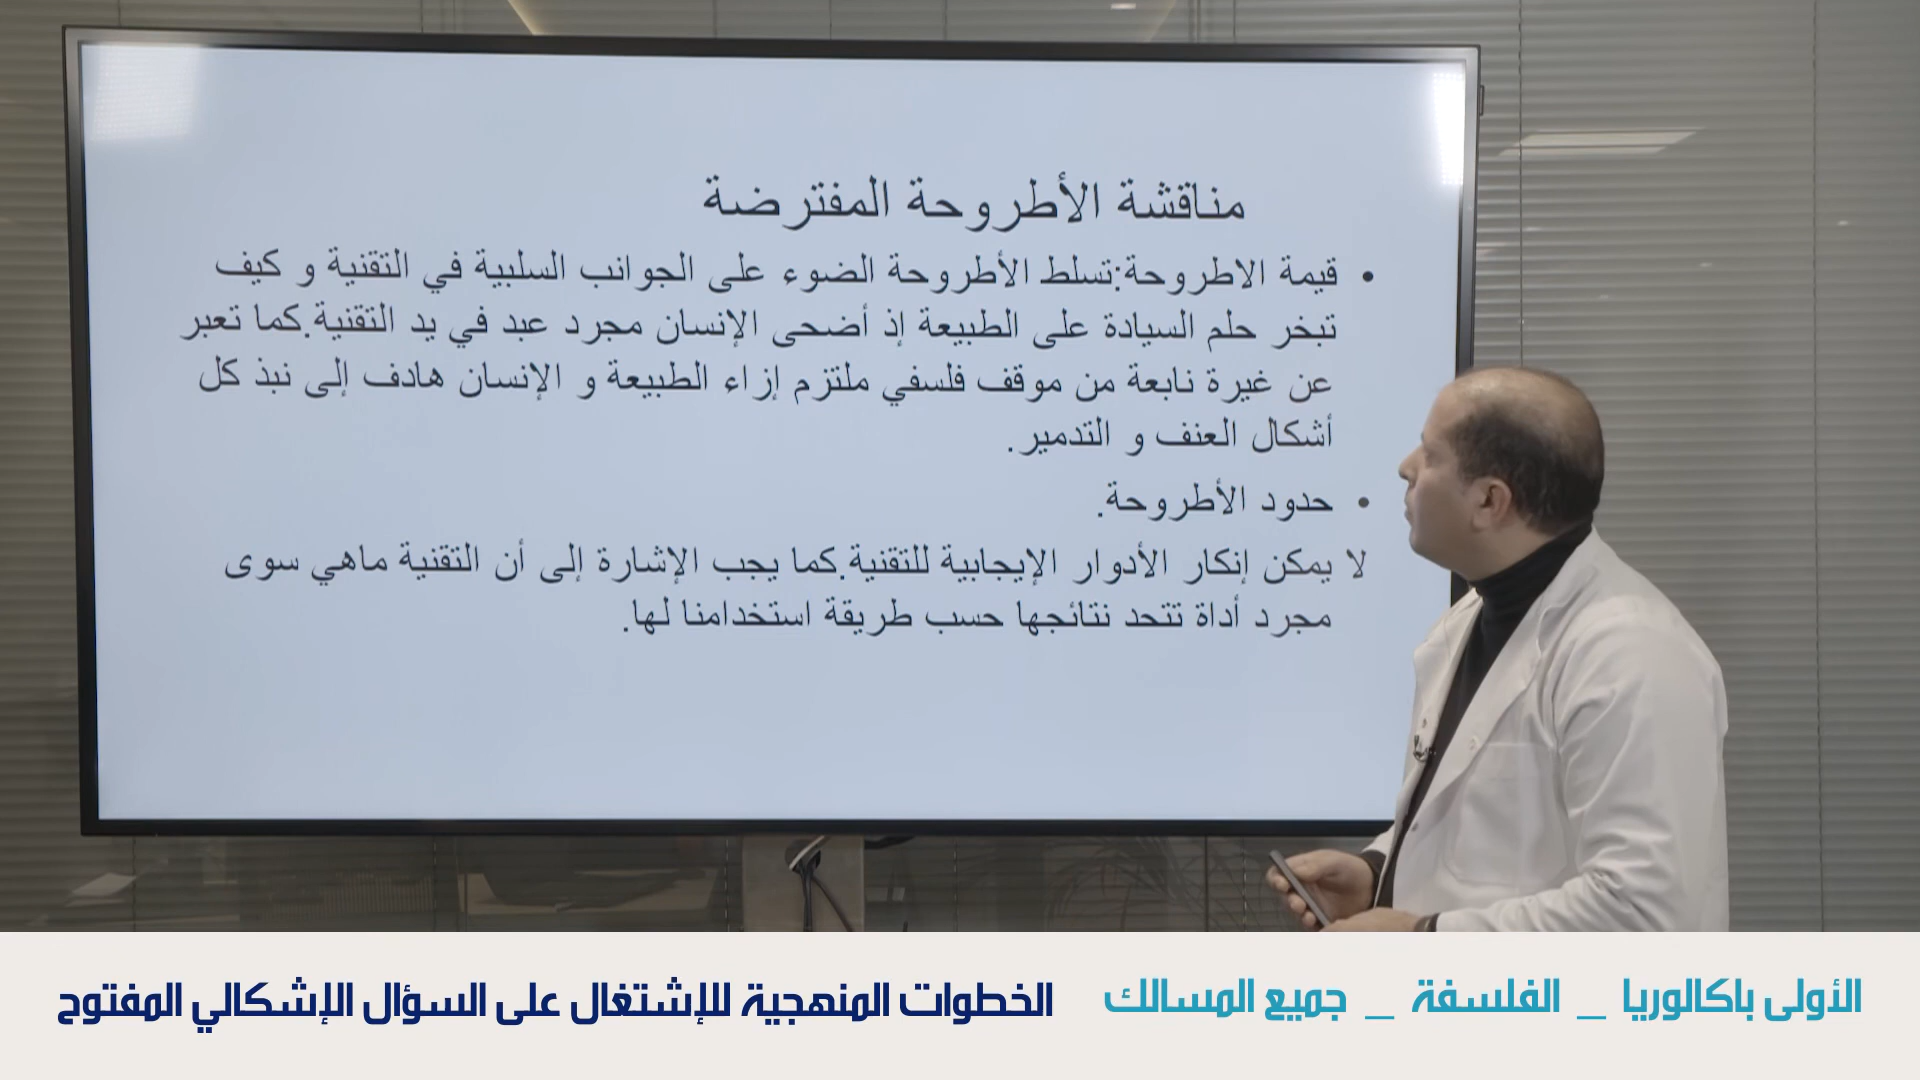 مناقشة الأطروحة المفترضة
• قيمة الاطروحة:تسلط الأطروحة الضوء على الجوانب السلبية في التقنية و كيف
تبخر حلم السيادة على الطبيعة إذ أضحى الإنسان مجرد عبد في يد التقنية.كما تعبر
عن غيرة نابعة من موقف فلسفي ملتزم إزاء الطبيعة و الإنسان هادف إلى نبذ كل
أشكال العنف و التدمير.
• حدود الأطروحة.
لا يمكن إنكار الأدوار الإيجابية للتقنية.كما يجب الإشارة إلى أن التقنية ماهي سوى
مجرد أداة تتحد نتائجها حسب طريقة استخدامنا لها.
الأولى باكالوريا _ الفلسفة _ جميع المسالك
الخطوات المنهجية للإشتغال على السؤال الإشكالي المفتوح